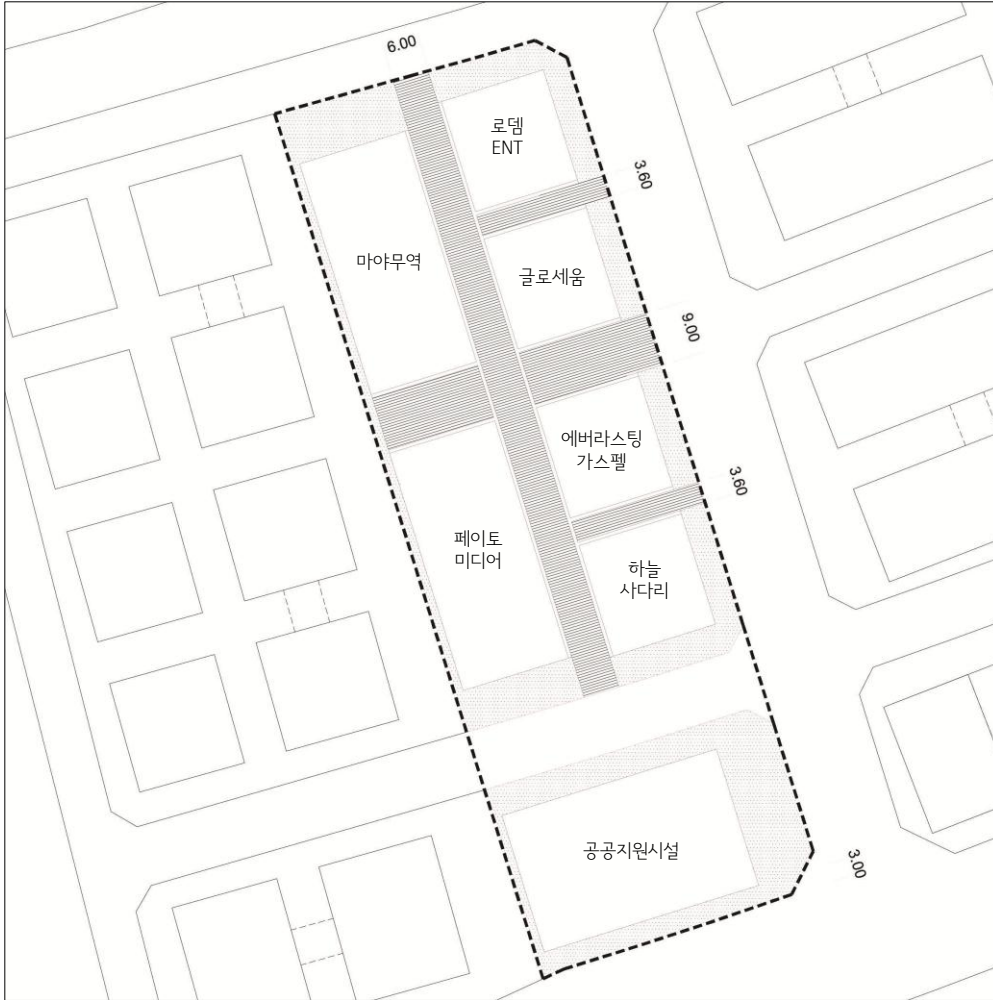 6.00
로뎀
ENT
3.60
마야무역
글로세움
9.00
에버라스팅
가스펠
3.60
페이토
미디어
하늘
사다리
공공지원시설
3.00